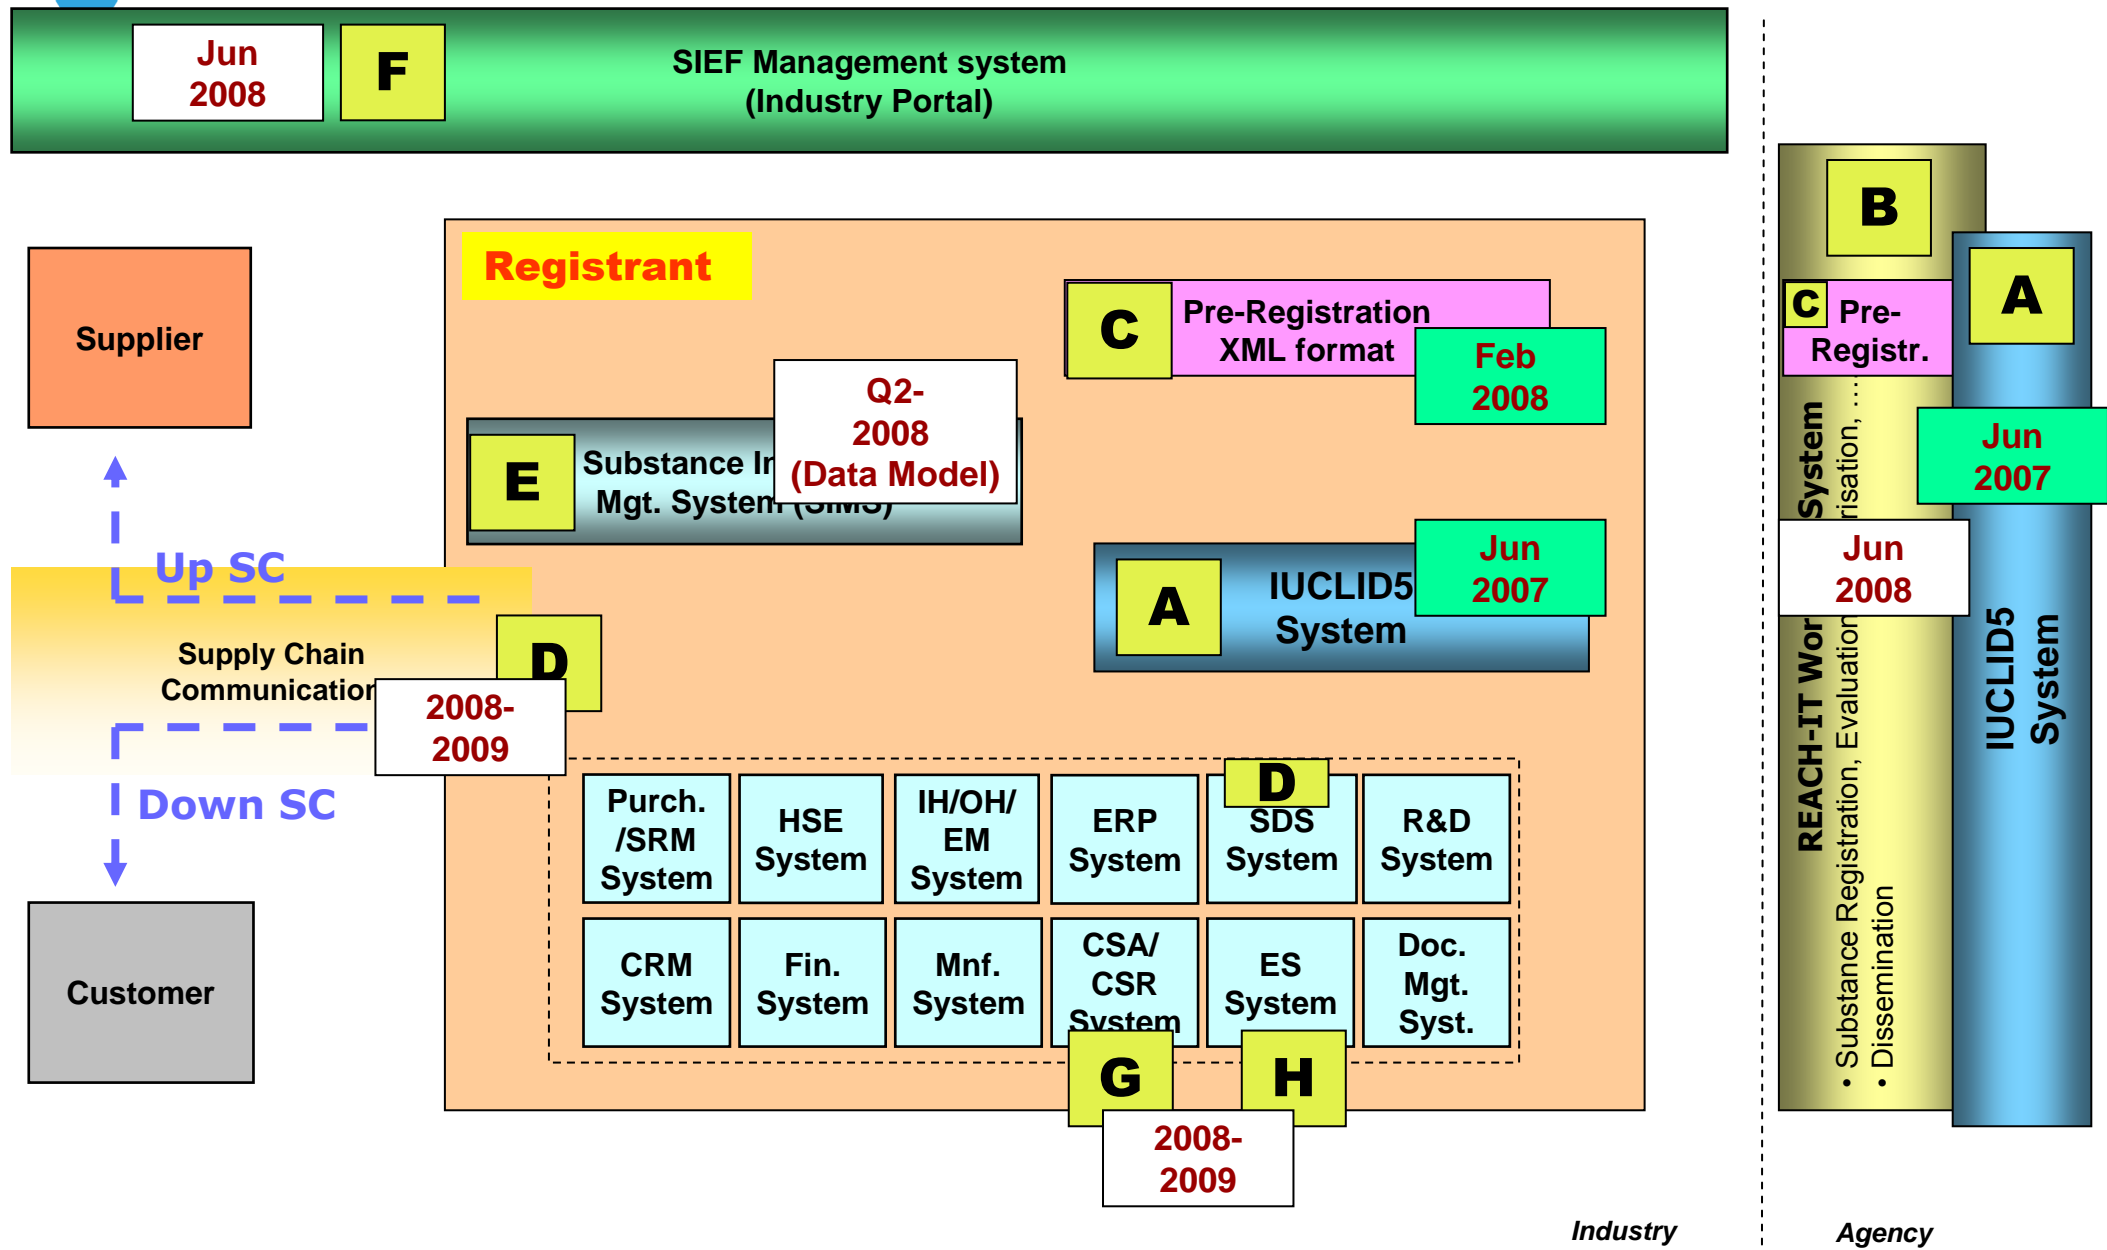 Jun
2008
F
SIEF Management system
(Industry Portal)
Registrant
Supplier
C
Pre-Registration
XML format
Feb
2008
Q2-
2008
(Data Model)
E
Substance
Mgt. System (SIMS)
A
IUCLID5
System
Jun
2007
Up SC
Supply Chain
Communication
D
2008-
2009
Down SC
Customer
Purch.
/SRM
System
HSE
System
IH/OH/
EM
System
ERP
System
D
SDS
System
R&D
System
CRM
System
Fin.
System
Mnf.
System
CSA/
CSR
System
ES
System
Doc.
Mgt.
Syst.
G
H
2008-
2009
Industry
B
A
C
Pre-
Registr.
Jun
2007
Jun
2008
REACH-IT System
• Substance Registration, Evaluation
• Dissemination
IUCLID5
System
Agency